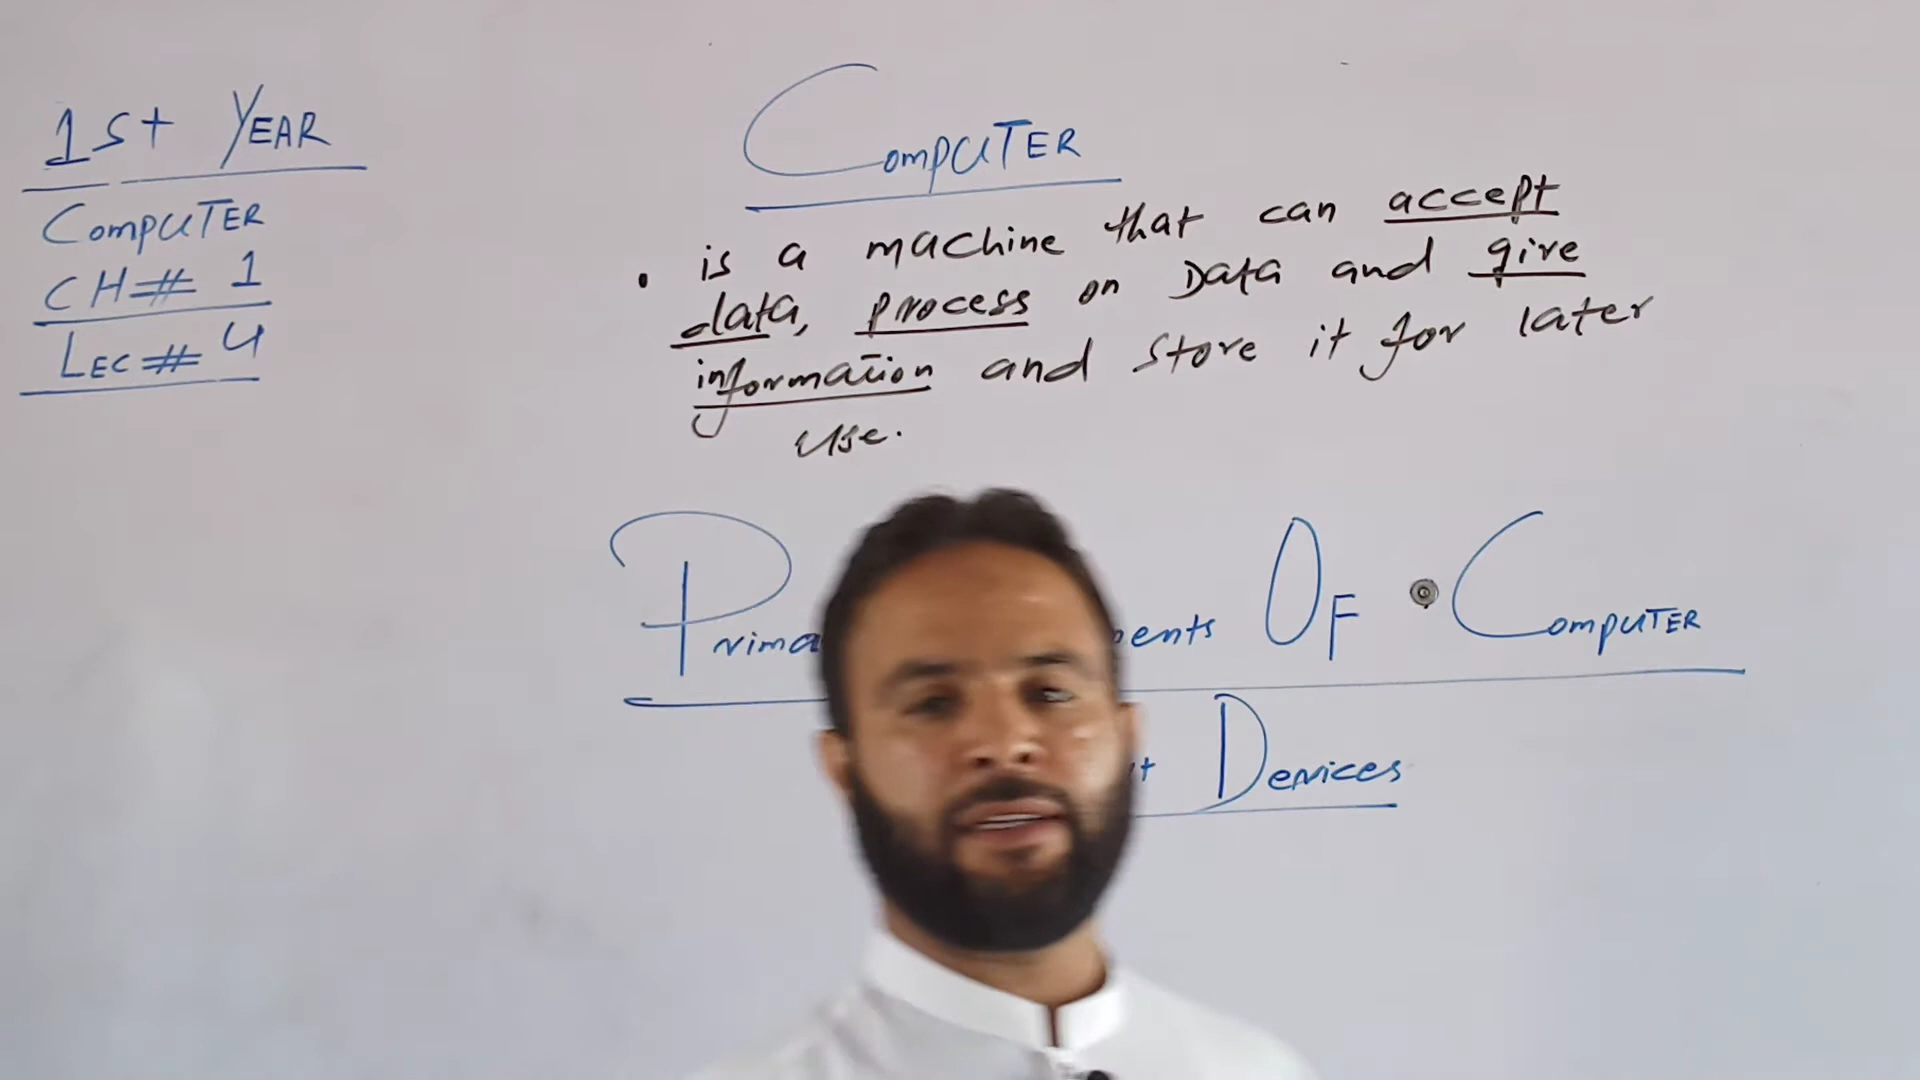 1St YEAR
COMPUTER
CH# 1
LEC# 4
COMPUTER
• is a machine that can accept
data, process on Data and give
information and store it for later
use.
OF COMPUTER
Devices